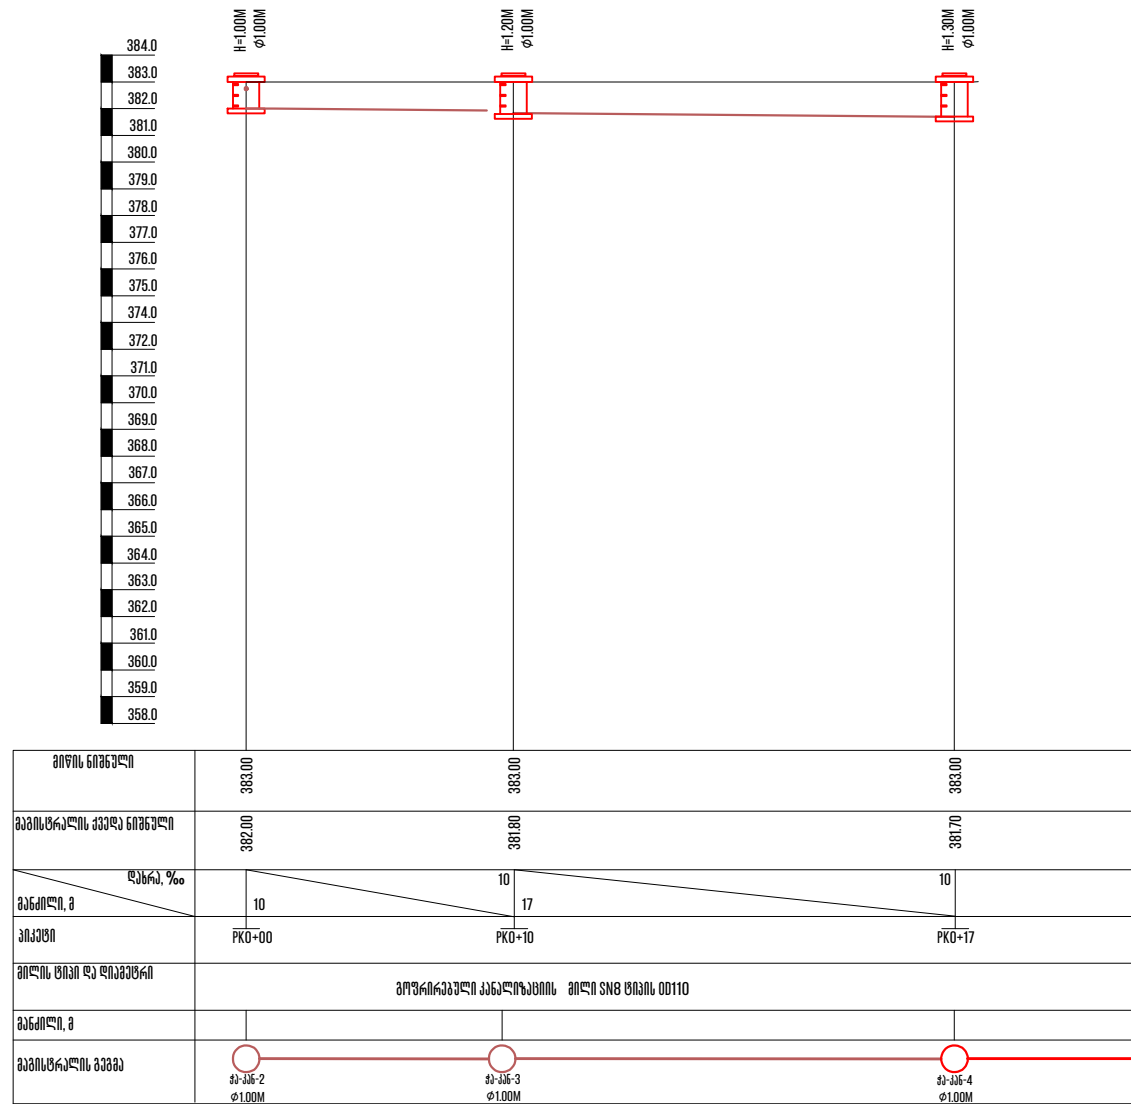 H=1.00M
Ø1.00M
H=1.20M
Ø1.00M
H=1.30M
Ø1.00M
384.0
383.0
382.0
381.0
380.0
379.0
378.0
377.0
376.0
375.0
374.0
372.0
371.0
370.0
369.0
368.0
367.0
366.0
365.0
364.0
363.0
362.0
361.0
360.0
359.0
358.0
მიწის ნიშნული
383.00
383.00
383.00
მაგისტრალის ქვედა ნიშნული
382.00
381.80
381.70
დახრა, ‰
10
10
მანძილი, მ
10
17
პიკეტი
PK0+00
PK0+10
PK0+17
მილის ტიპი და დიამეტრი
გოფრირებული კანალიზაციის მილი SN8 ტიპის OD110
მანძილი, მ
მაგისტრალის გეგმა
ჭა-კან-2
Ø1.00M
ჭა-კან-3
Ø1.00M
ჭა-კან-4
Ø1.00M